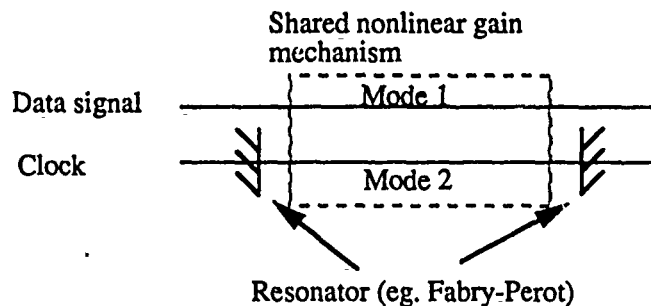 Shared nonlinear gain
mechanism
Mode 1
Data signal
Clock
Mode 2
Resonator (eg. Fabry-Perot)